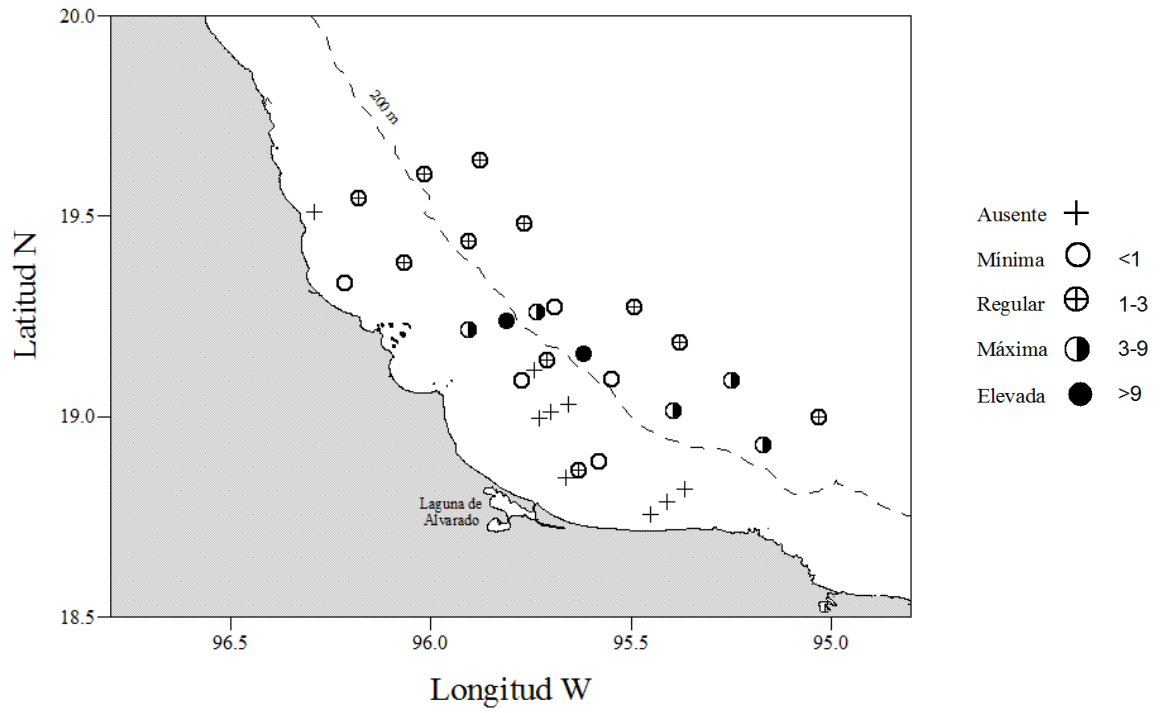 20.0
200 m
19.5
Latitud N
19.0
18.5
Laguna de
Alvarado
96.5 96.0 95.5 95.0
Longitud W
Ausente
Mínima <1
Regular 1-3
Máxima 3-9
Elevada >9